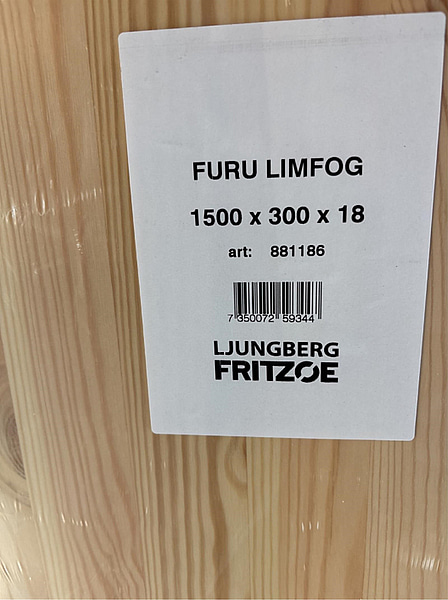 FURU LIMFOG
1500 x 300 x 18
art: 881186
7 350072 59344
LJUNGBERG
FRITZOE